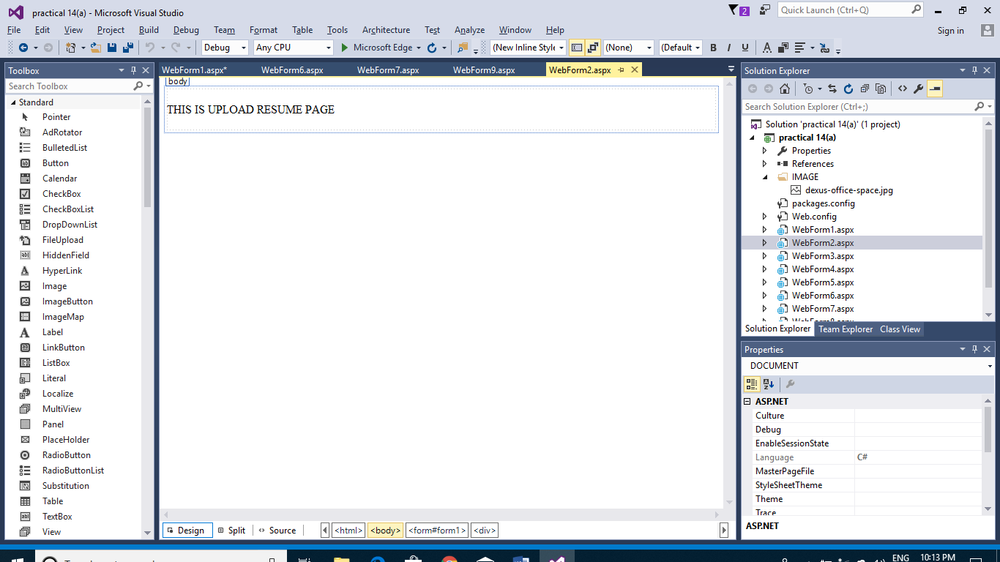 practical 14(a) - Microsoft Visual Studio
2
Quick Launch (Ctrl+Q)
File Edit View Project Build Debug Team Format Table Tools Architecture Test Analyze Window Help
Sign in
Debug Any CPU Microsoft Edge (New Inline Style (None) (Default B I U A
Toolbox
Search Toolbox
Standard
Pointer
AdRotator
BulletedList
Button
Calendar
CheckBox
CheckBoxList
DropDownList
FileUpload
HiddenField
HyperLink
Image
ImageButton
ImageMap
Label
LinkButton
ListBox
Literal
Localize
MultiView
Panel
PlaceHolder
RadioButton
RadioButtonList
Substitution
Table
TextBox
View
WebForm1.aspx* WebForm6.aspx WebForm7.aspx WebForm9.aspx WebForm2.aspx
body
THIS IS UPLOAD RESUME PAGE
Design Split Source <html> <body> <form#form1> <div>
Solution Explorer
Search Solution Explorer (Ctrl+;)
Solution 'practical 14(a)' (1 project)
practical 14(a)
Properties
References
IMAGE
dexus-office-space.jpg
packages.config
Web.config
WebForm1.aspx
WebForm2.aspx
WebForm3.aspx
WebForm4.aspx
WebForm5.aspx
WebForm6.aspx
WebForm7.aspx
Solution Explorer Team Explorer Class View
Properties
DOCUMENT
ASP.NET
Culture
Debug
EnableSessionState
Language C#
MasterPageFile
StyleSheetTheme
Theme
Trace
ASP.NET
ENG 10:13 PM